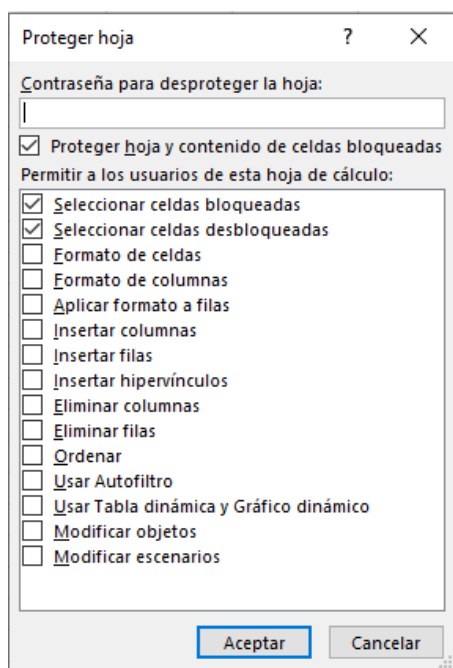 Proteger hoja ?
Contraseña para desproteger la hoja:
Proteger hoja y contenido de celdas bloqueadas
Permitir a los usuarios de esta hoja de cálculo:
Seleccionar celdas bloqueadas
Seleccionar celdas desbloqueadas
Formato de celdas
Formato de columnas
Aplicar formato a filas
Insertar columnas
Insertar filas
Insertar hipervínculos
Eliminar columnas
Eliminar filas
Ordenar
Usar Autofiltro
Usar Tabla dinámica y Gráfico dinámico
Modificar objetos
Modificar escenarios
Aceptar Cancelar